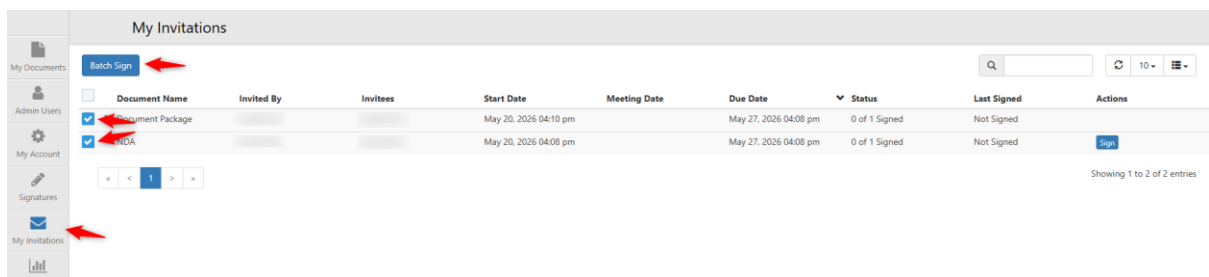 My Invitations
My Documents
Batch Sign
10
Admin Users
Document Name Invited By Invitees Start Date Meeting Date Due Date Status Last Signed Actions
Document Package May 20, 2026 04:10 pm May 27, 2026 04:08 pm 0 of 1 Signed Not Signed
NDA May 20, 2026 04:08 pm May 27, 2026 04:08 pm 0 of 1 Signed Not Signed Sign
My Account
« < 1 > »
Showing 1 to 2 of 2 entries
Signatures
My Invitations